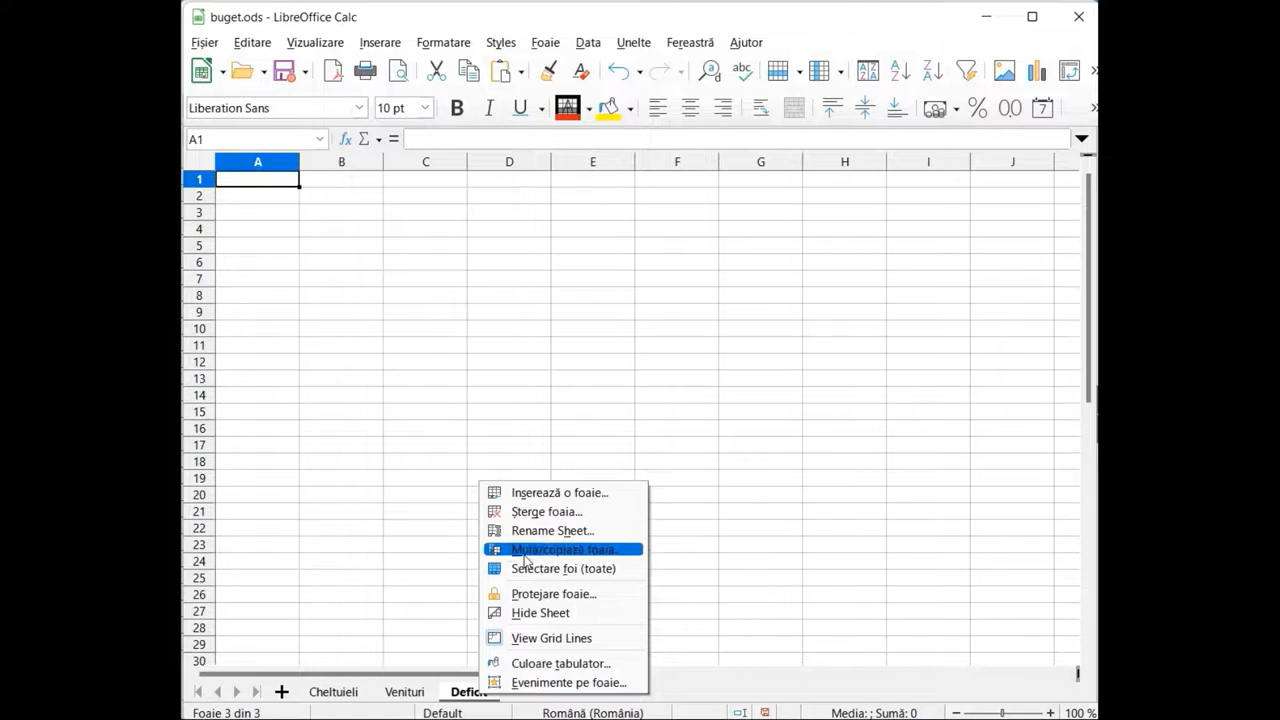 buget.ods - LibreOffice Calc
Fișier Editare Vizualizare Inserare Formatare Styles Foaie Data Unelte Fereastră Ajutor
Liberation Sans 10 pt
A1
A B C D E F G H I J
1
2
3
4
5
6
7
8
9
10
11
12
13
14
15
16
17
18
19
20
21
22
23
24
25
26
27
28
29
30
Inserează o foaie...
Șterge foaia...
Rename Sheet...
Mută/copiază foaia...
Selectare foi (toate)
Protejare foaie...
Hide Sheet
View Grid Lines
Culoare tabulator...
Evenimente pe foaie...
Cheltuieli Venituri Deficit
Foaie 3 din 3 Default Română (România) Media: ; Sumă: 0 100 %